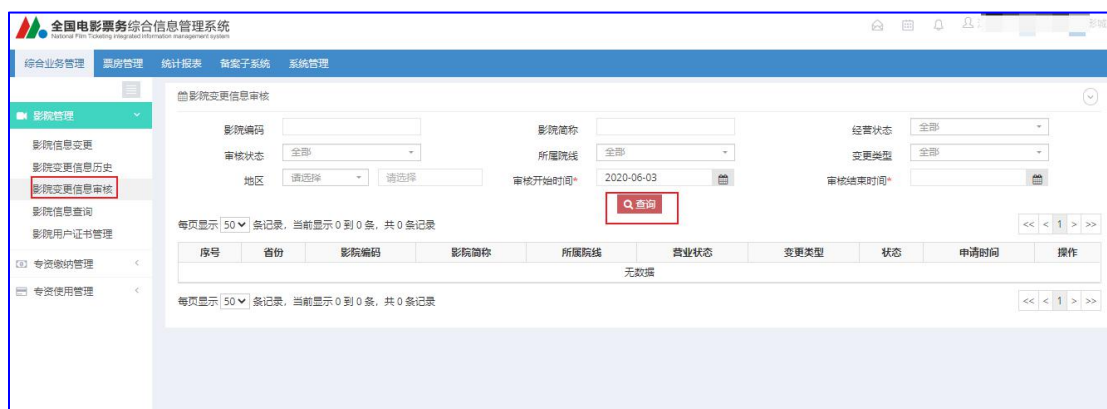 全国电影票务综合信息管理系统
National Film Ticketing integrated information management system
影城
综合业务管理 票房管理 统计报表 备案子系统 系统管理
影院变更信息审核
影院管理
影院信息变更
影院变更信息历史
影院变更信息审核
影院信息查询
影院用户证书管理
专资缴纳管理
专资使用管理
影院编码 影院简称 经营状态 全部
审核状态 全部 所属院线 全部 变更类型 全部
地区 请选择 请选择 审核开始时间* 2020-06-03 审核结束时间*
查询
每页显示 50 条记录, 当前显示 0 到 0 条, 共 0 条记录 << < 1 > >>
序号 省份 影院编码 影院简称 所属院线 营业状态 变更类型 状态 申请时间 操作
无数据
每页显示 50 条记录, 当前显示 0 到 0 条, 共 0 条记录 << < 1 > >>